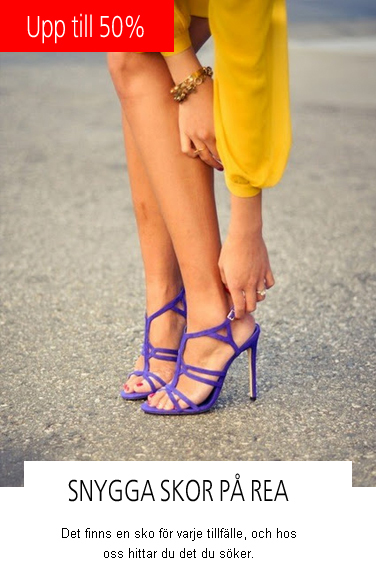 Upp till 50%
SNYGGA SKOR PÅ REA
Det finns en sko för varje tillfälle, och hos
oss hittar du det du söker.